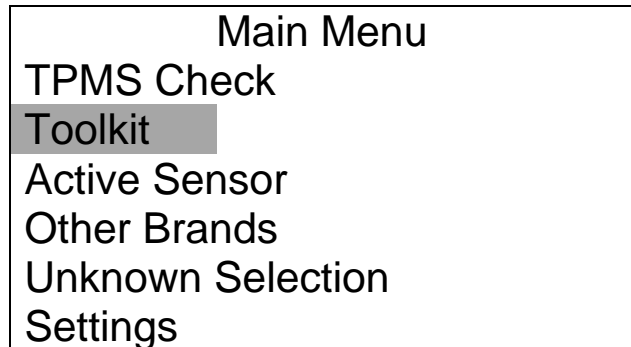 Main Menu
TPMS Check
Toolkit
Active Sensor
Other Brands
Unknown Selection
Settings